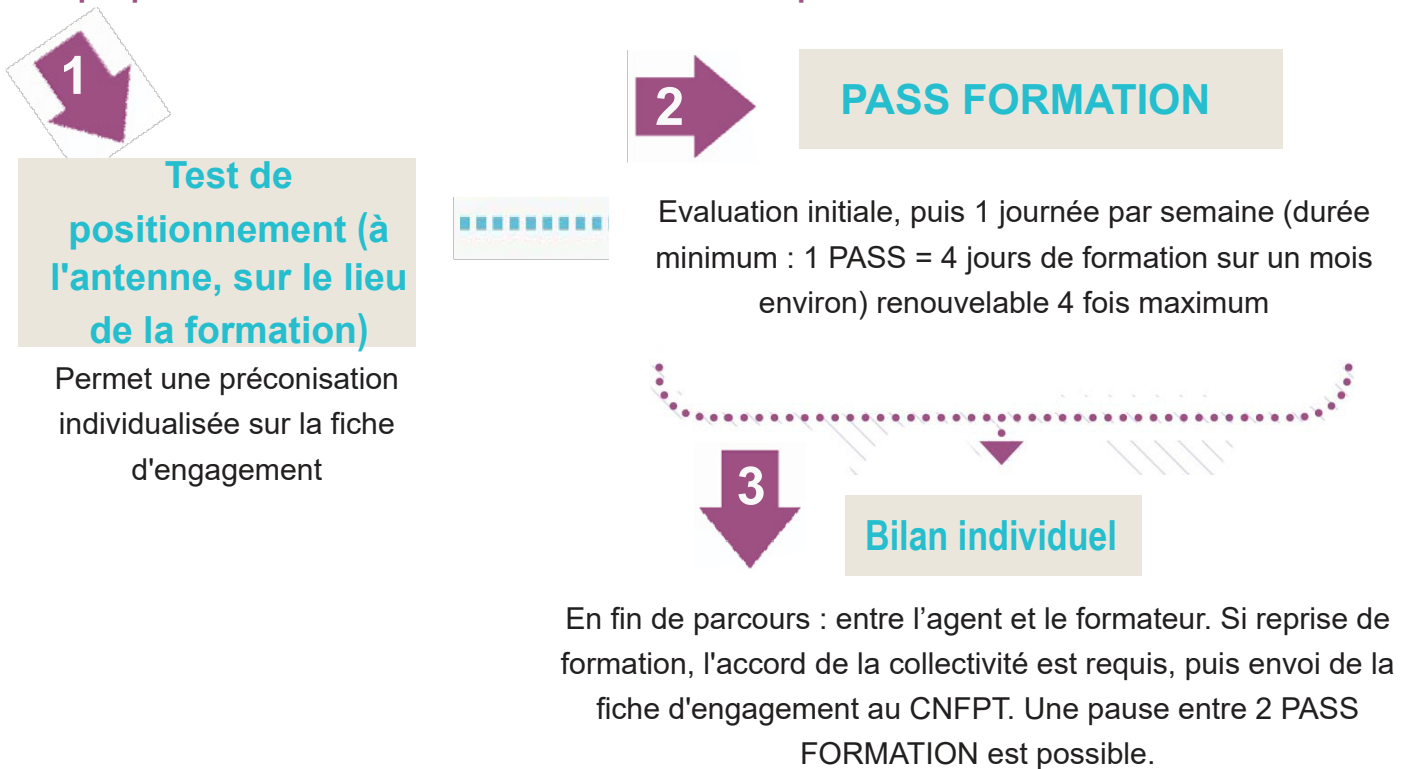 1
Test de
positionnement (à
l'antenne, sur le lieu
de la formation)
Permet une préconisation
individualisée sur la fiche
d'engagement
2
PASS FORMATION
Evaluation initiale, puis 1 journée par semaine (durée
minimum : 1 PASS = 4 jours de formation sur un mois
environ) renouvelable 4 fois maximum
3
Bilan individuel
En fin de parcours : entre l’agent et le formateur. Si reprise de
formation, l'accord de la collectivité est requis, puis envoi de la
fiche d'engagement au CNFPT. Une pause entre 2 PASS
FORMATION est possible.